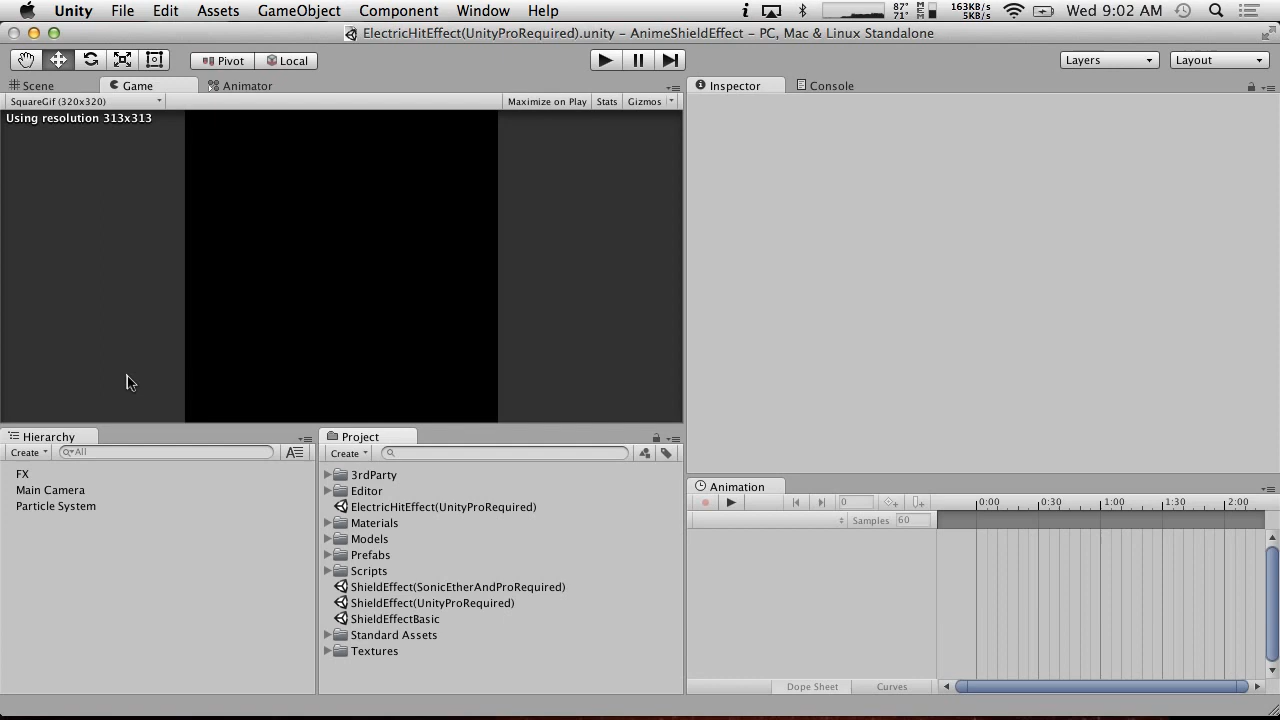 Unity File Edit Assets GameObject Component Window Help 87° 71° 163KB/s 5KB/s Wed 9:02 AM
ElectricHitEffect(UnityProRequired).unity – AnimeShieldEffect – PC, Mac & Linux Standalone
Pivot Local Layers Layout
Scene Game Animator Inspector Console
SquareGif (320x320) Maximize on Play Stats Gizmos
Using resolution 313x313
Hierarchy Project
Create All Create
FX
Main Camera
Particle System
3rdParty
Editor
ElectricHitEffect(UnityProRequired)
Materials
Models
Prefabs
Scripts
ShieldEffect(SonicEtherAndProRequired)
ShieldEffect(UnityProRequired)
ShieldEffectBasic
Standard Assets
Textures
Animation
0 0:00 0:30 1:00 1:30 2:00
Samples 60
Dope Sheet Curves